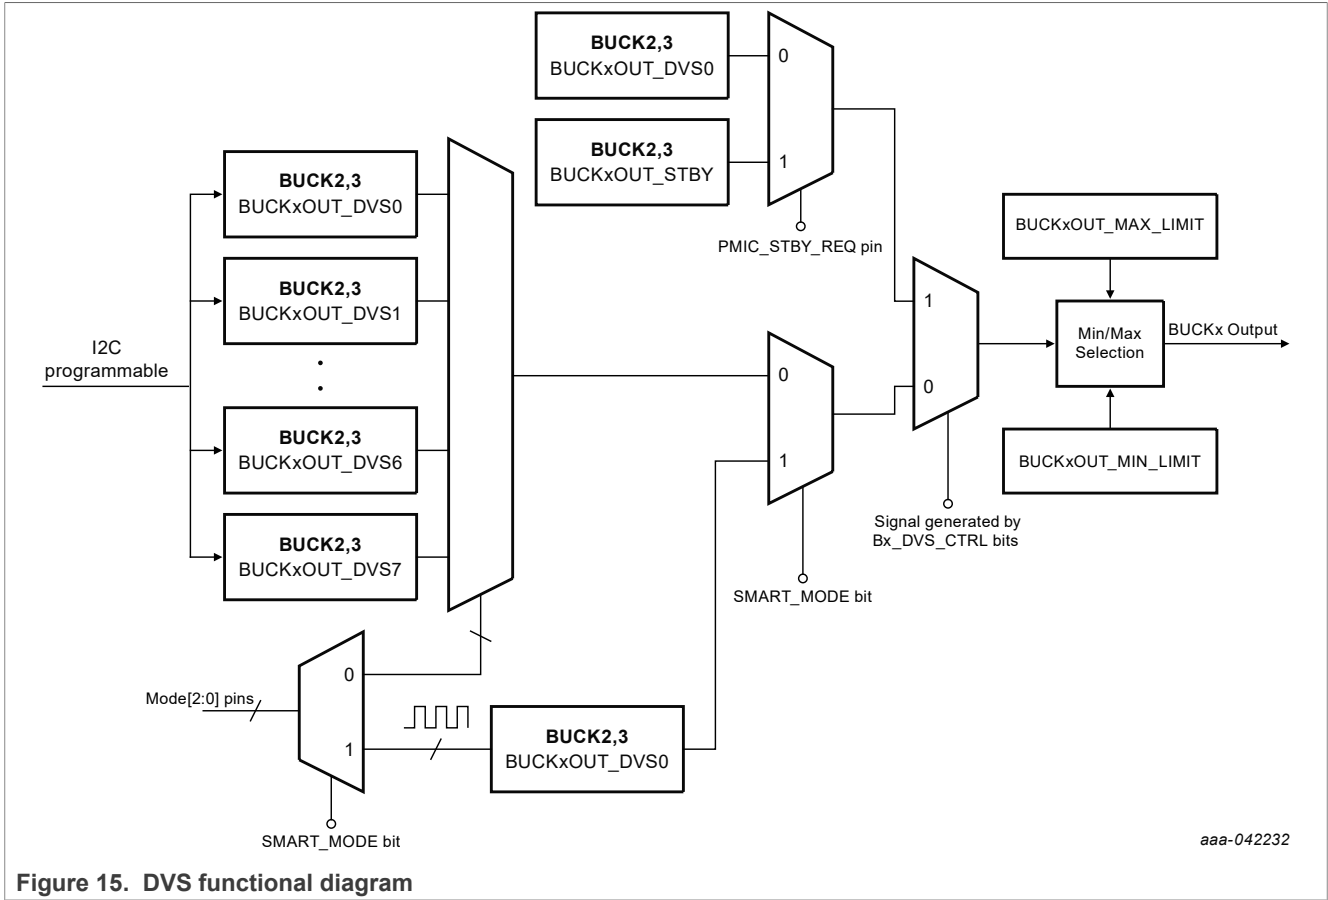 BUCK2,3
BUCKxOUT_DVS0
0
BUCK2,3
BUCKxOUT_STBY
1
PMIC_STBY_REQ pin
BUCK2,3
BUCKxOUT_DVS0
BUCK2,3
BUCKxOUT_DVS1
I2C
programmable
BUCK2,3
BUCKxOUT_DVS6
BUCK2,3
BUCKxOUT_DVS7
0
1
SMART_MODE bit
1
0
Signal generated by
Bx_DVS_CTRL bits
BUCKxOUT_MAX_LIMIT
Min/Max
Selection
BUCKx Output
BUCKxOUT_MIN_LIMIT
Mode[2:0] pins
0
1
SMART_MODE bit
BUCK2,3
BUCKxOUT_DVS0
aaa-042232
Figure 15. DVS functional diagram